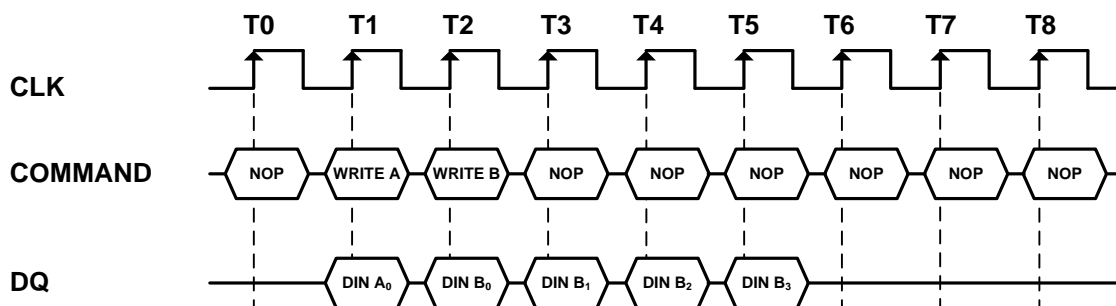 T0 T1 T2 T3 T4 T5 T6 T7 T8
CLK
COMMAND NOP WRITE A WRITE B NOP NOP NOP NOP NOP NOP
DQ DIN A₀ DIN B₀ DIN B₁ DIN B₂ DIN B₃